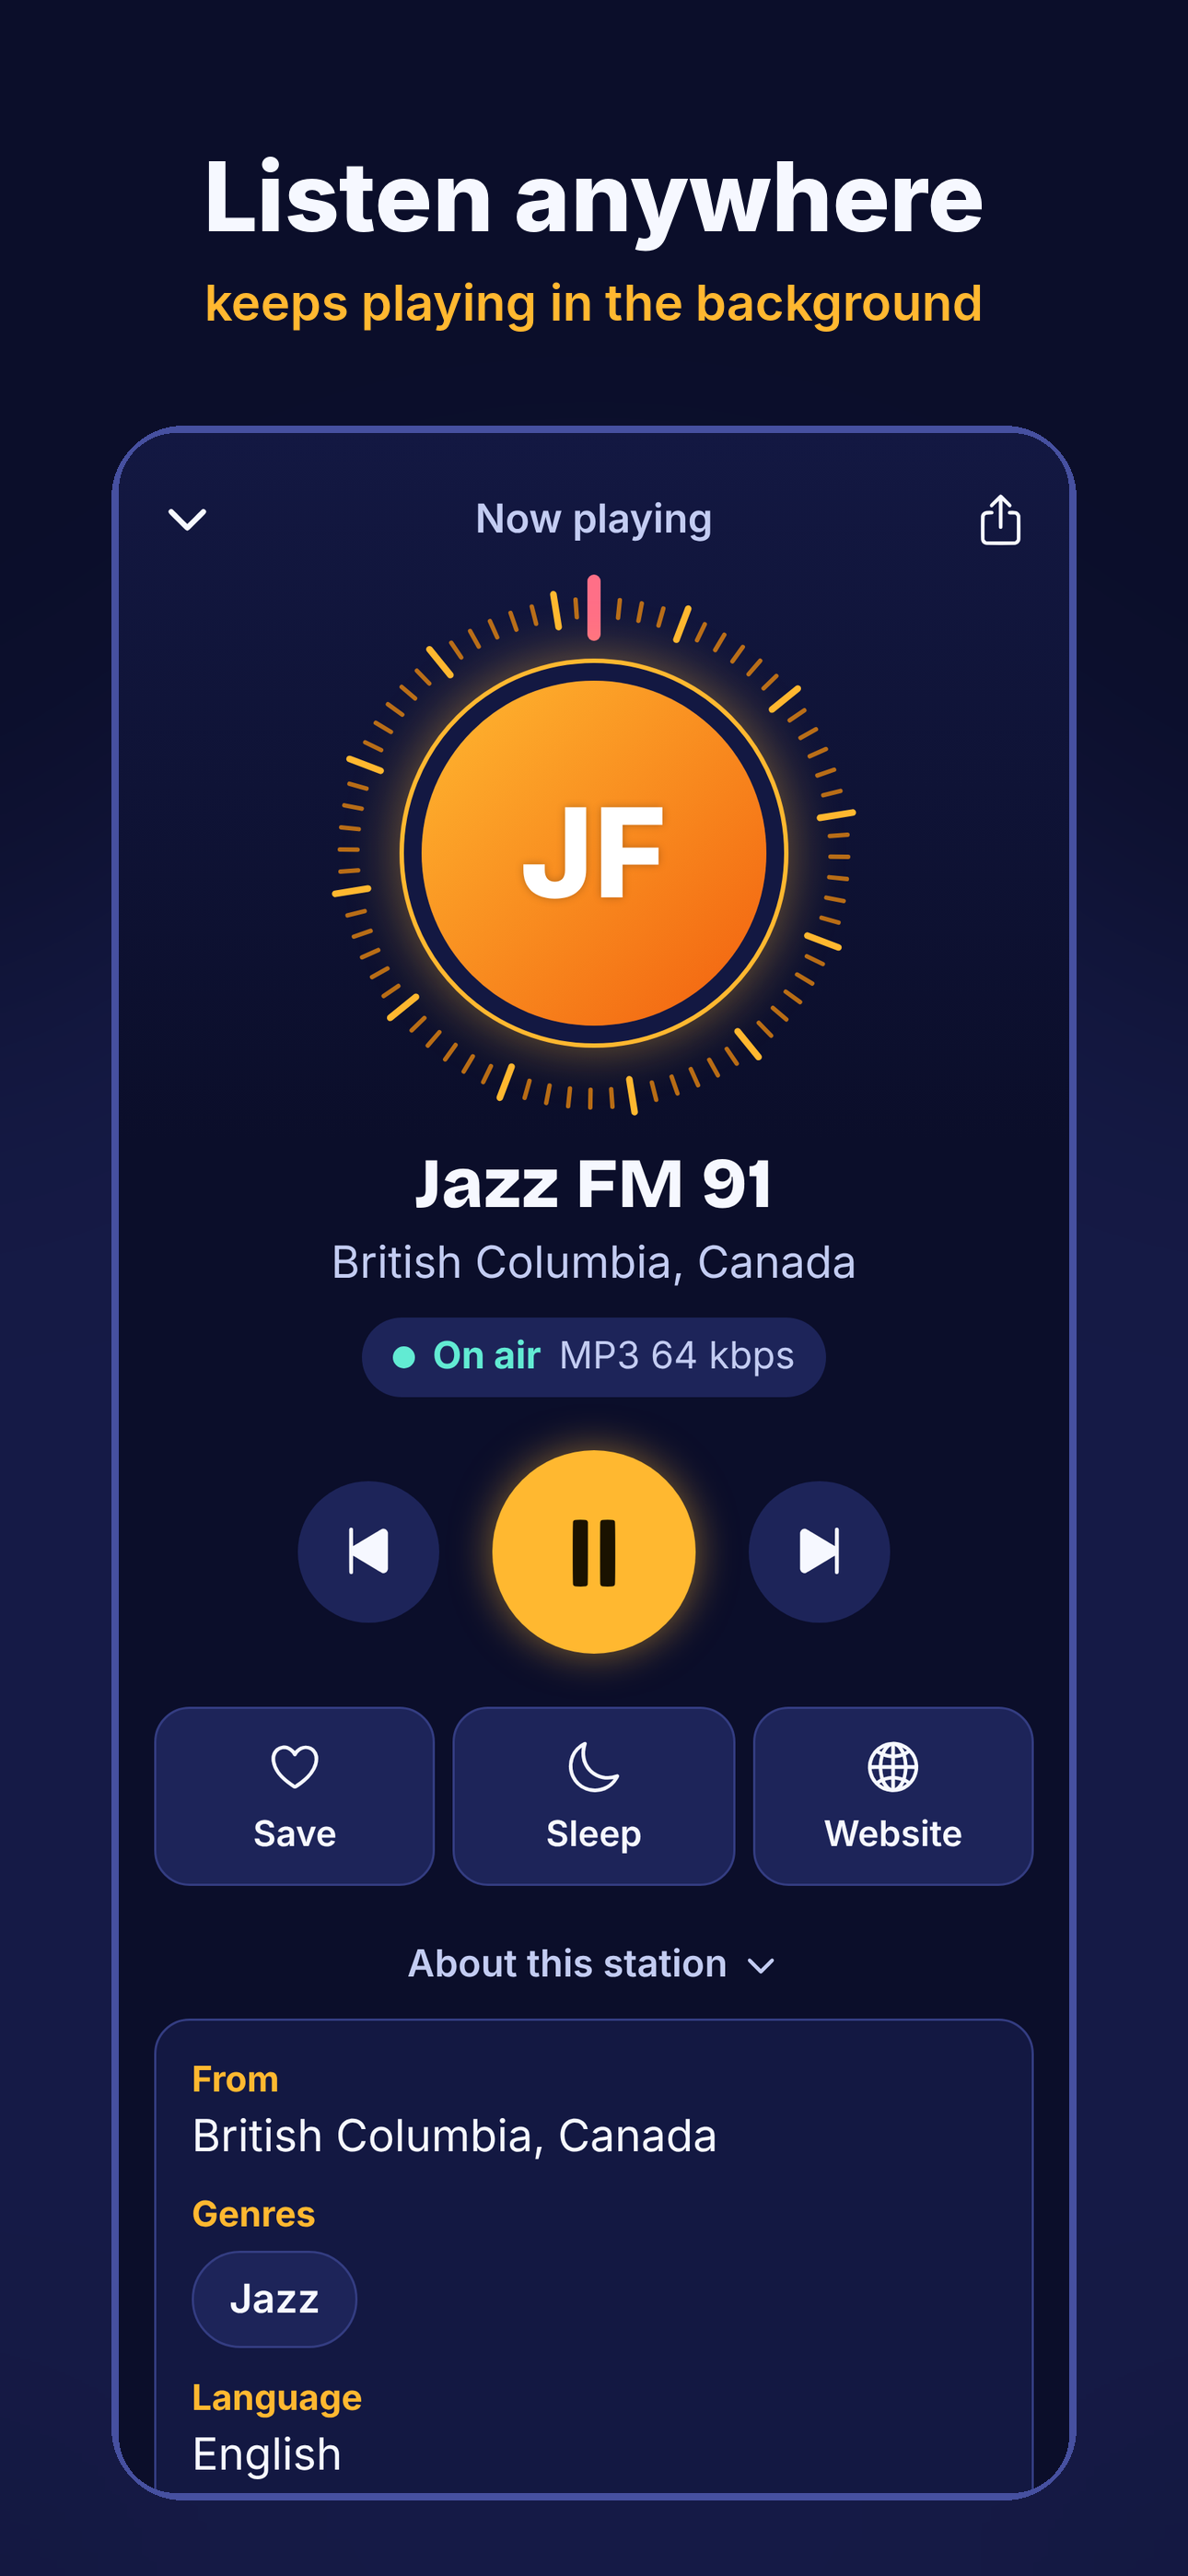 Listen anywhere
keeps playing in the background
Now playing
JF
Jazz FM 91
British Columbia, Canada
On air MP3 64 kbps
Save Sleep Website
About this station
From
British Columbia, Canada
Genres
Jazz
Language
English